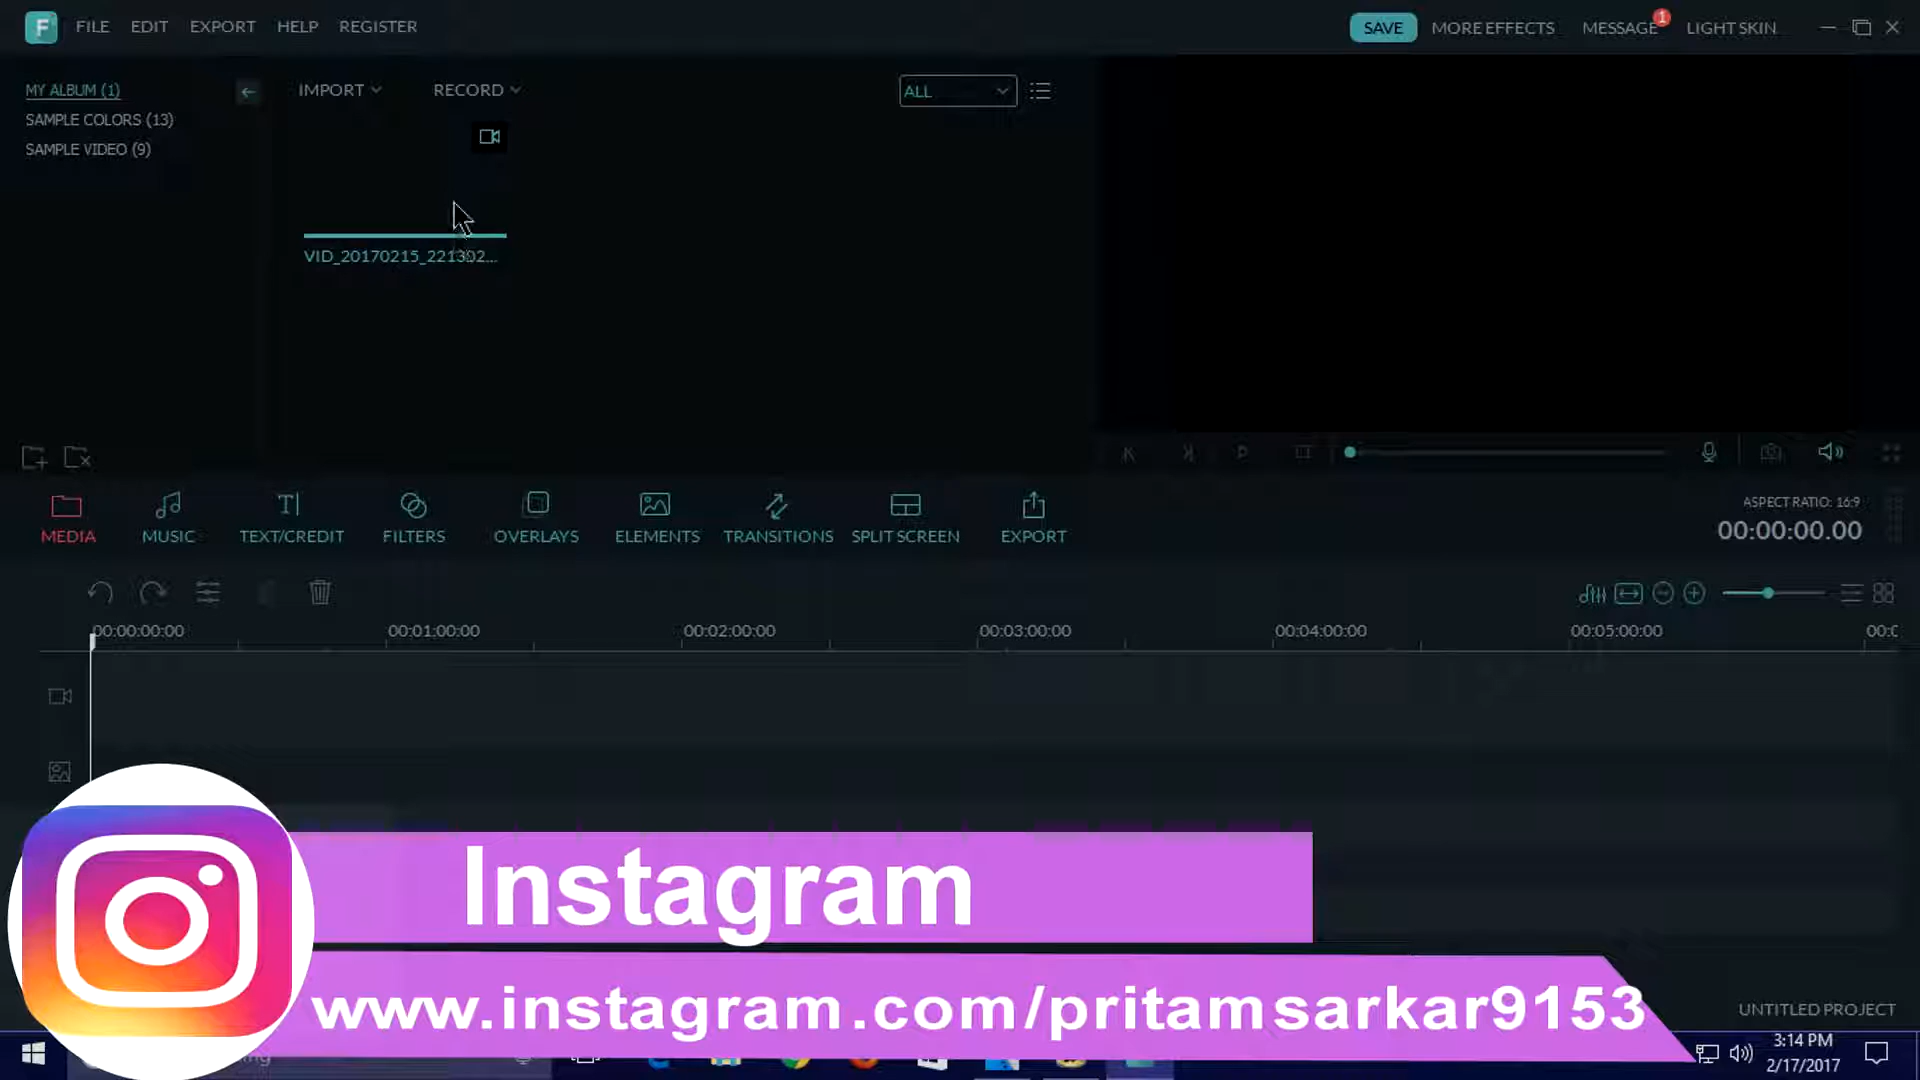 F FILE EDIT EXPORT HELP REGISTER SAVE MORE EFFECTS MESSAGE 1 LIGHT SKIN
MY ALBUM (1) IMPORT RECORD ALL
SAMPLE COLORS (13)
SAMPLE VIDEO (9)
VID_20170215_221302...
MEDIA MUSIC TEXT/CREDIT FILTERS OVERLAYS ELEMENTS TRANSITIONS SPLIT SCREEN EXPORT
ASPECT RATIO: 16:9
00:00:00.00
00:00:00:00 00:01:00:00 00:02:00:00 00:03:00:00 00:04:00:00 00:05:00:00
Instagram
www.instagram.com/pritamsarkar9153
UNTITLED PROJECT
3:14 PM
2/17/2017